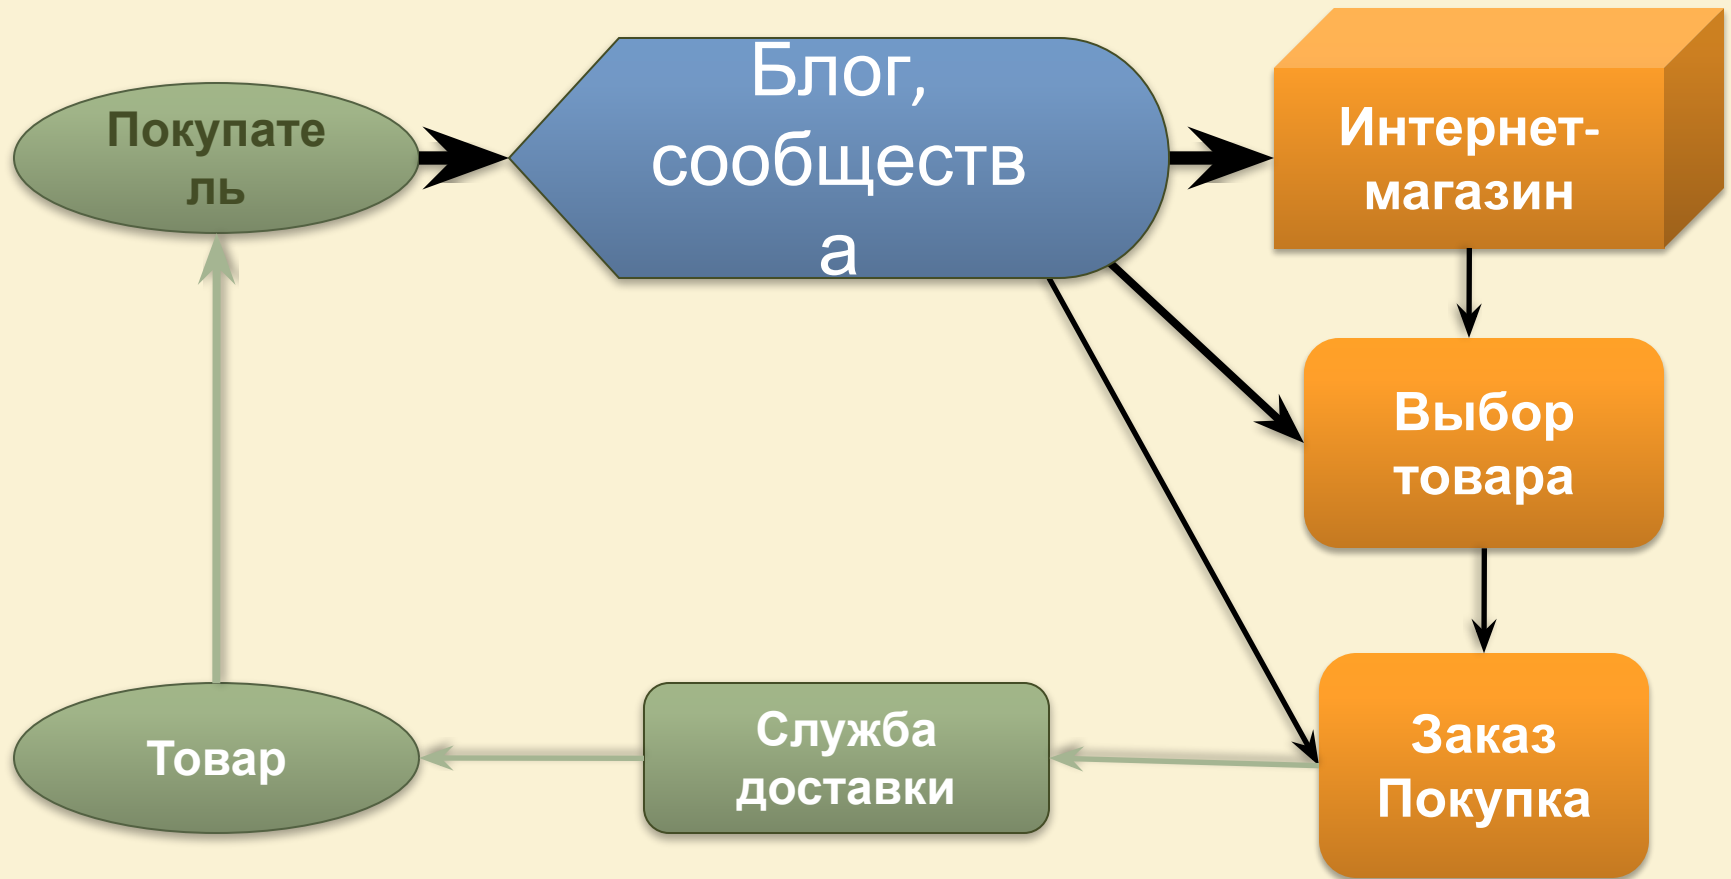 Покупате
ль
Блог,
сообществ
а
Интернет-
магазин
Выбор
товара
Заказ
Покупка
Служба
доставки
Товар